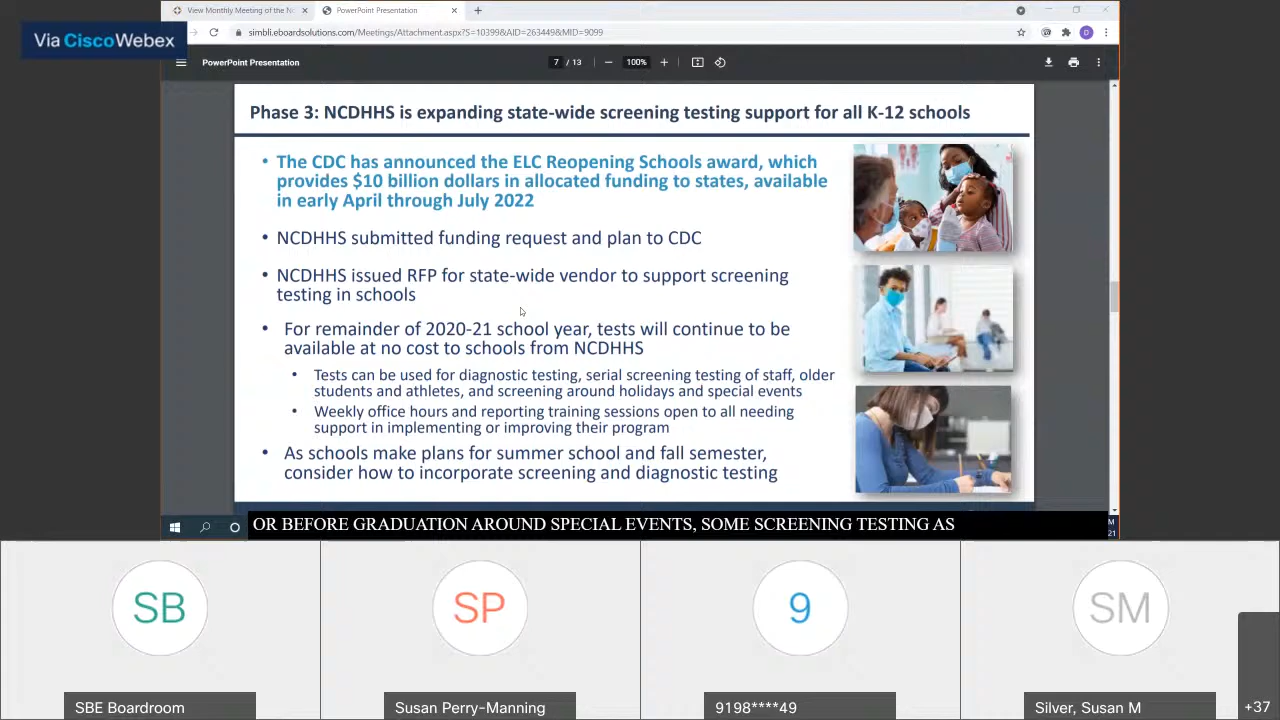 View Monthly Meeting of the No
PowerPoint Presentation
Via Cisco Webex
simbli.eboardsolutions.com/Meetings/Attachment.aspx?S=10399&AID=263449&MID=9099
D
PowerPoint Presentation
7 / 13
100%
Phase 3: NCDHHS is expanding state-wide screening testing support for all K-12 schools
• The CDC has announced the ELC Reopening Schools award, which
provides $10 billion dollars in allocated funding to states, available
in early April through July 2022
• NCDHHS submitted funding request and plan to CDC
• NCDHHS issued RFP for state-wide vendor to support screening
testing in schools
• For remainder of 2020-21 school year, tests will continue to be
available at no cost to schools from NCDHHS
• Tests can be used for diagnostic testing, serial screening testing of staff, older
students and athletes, and screening around holidays and special events
• Weekly office hours and reporting training sessions open to all needing
support in implementing or improving their program
• As schools make plans for summer school and fall semester,
consider how to incorporate screening and diagnostic testing
OR BEFORE GRADUATION AROUND SPECIAL EVENTS, SOME SCREENING TESTING AS
M
21
SB
SP
9
SM
SBE Boardroom
Susan Perry-Manning
9198****49
Silver, Susan M
+37